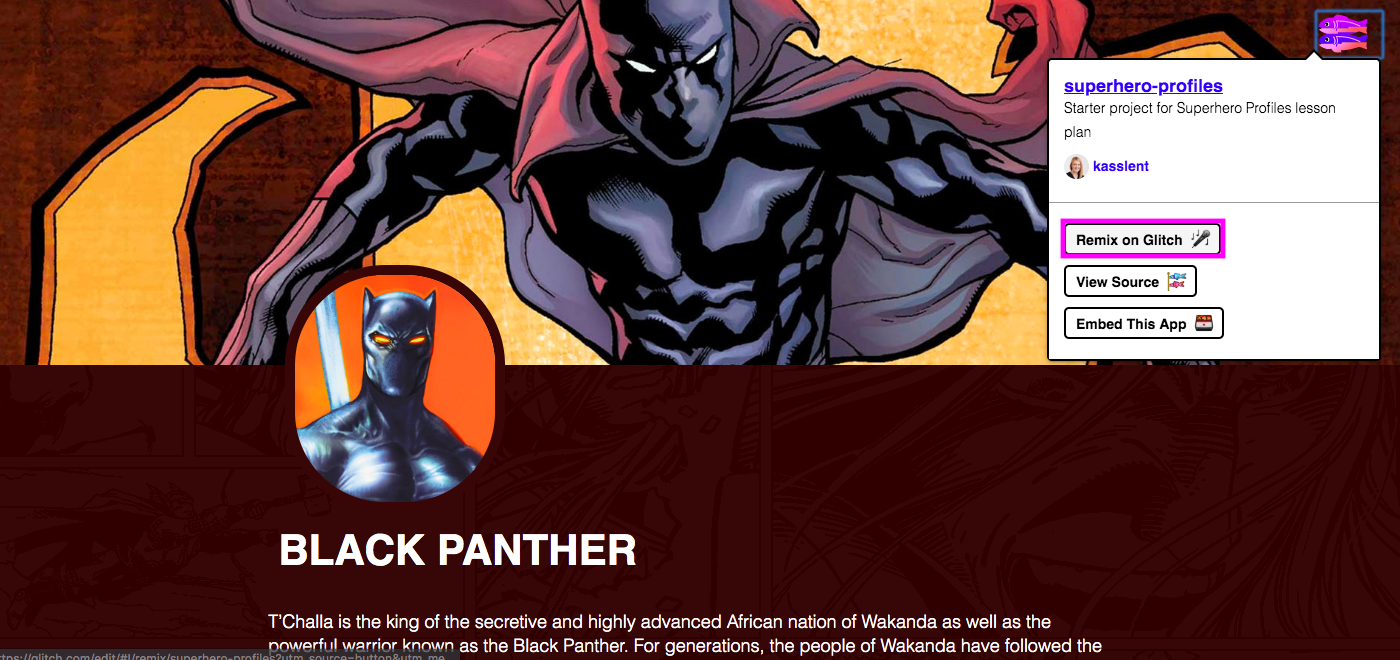 superhero-profiles
Starter project for Superhero Profiles lesson
plan
kasslent
Remix on Glitch
View Source
Embed This App
BLACK PANTHER
T'Challa is the king of the secretive and highly advanced African nation of Wakanda as well as the
powerful warrior known as the Black Panther. For generations, the people of Wakanda have followed the
ttps://glitch.com/edit/#!/remix/superhero-profiles?utm_source=button&utm_me...